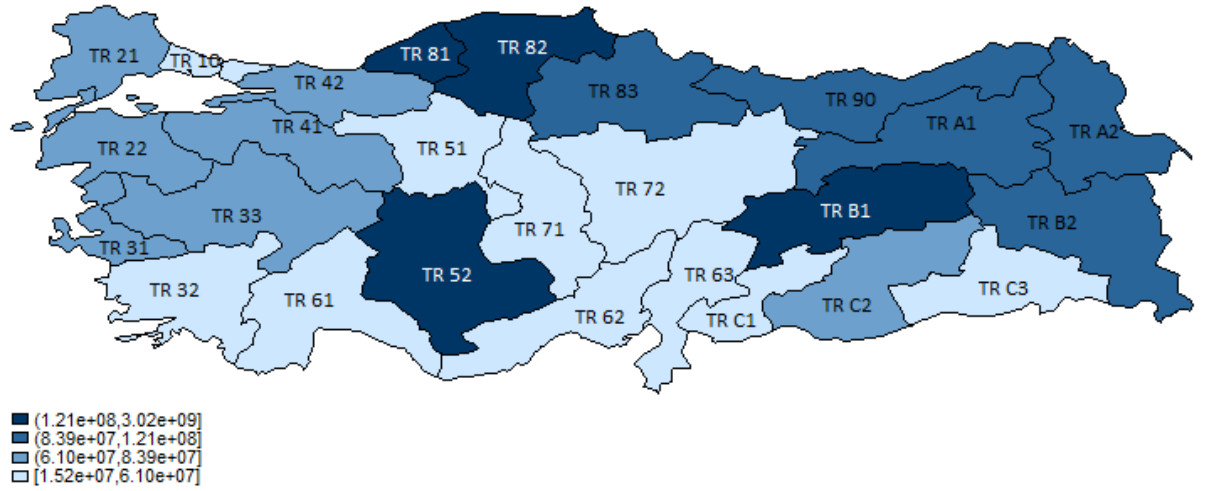 TR 21
TR 10
TR 42
TR 81
TR 82
TR 83
TR 90
TR A1
TR A2
TR 22
TR 41
TR 51
TR 72
TR 33
TR 31
TR 71
TR B1
TR B2
TR 32
TR 61
TR 52
TR 62
TR 63
TR C1
TR C2
TR C3
(1.21e+08,3.02e+09]
(8.39e+07,1.21e+08]
(6.10e+07,8.39e+07]
[1.52e+07,6.10e+07]